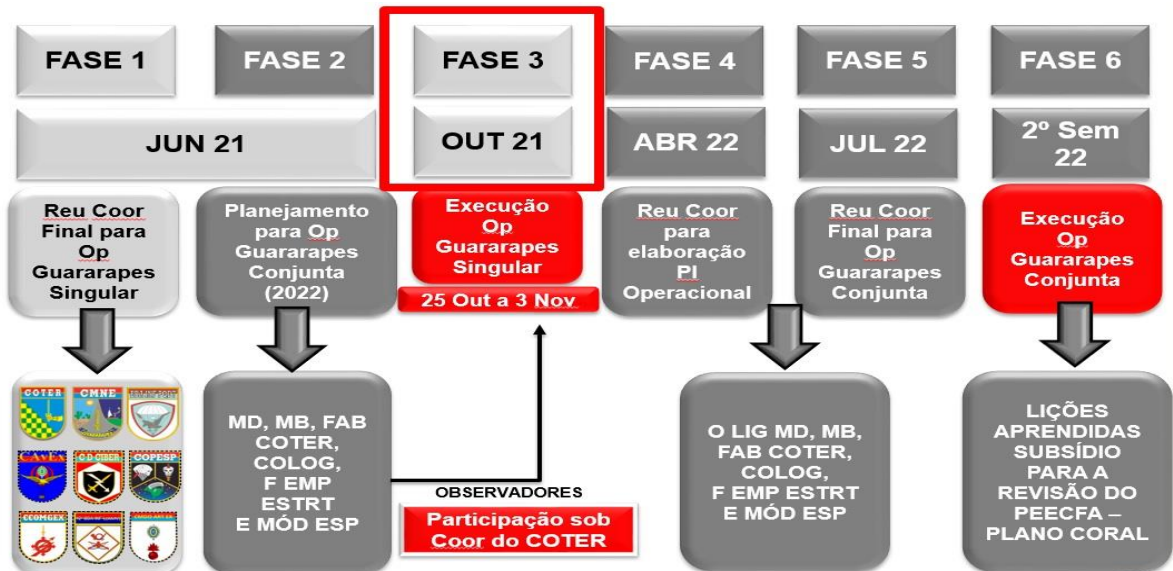 FASE 1
FASE 2
FASE 3
FASE 4
FASE 5
FASE 6
JUN 21
OUT 21
ABR 22
JUL 22
2º Sem
22
Reu Coor
Final para
Op
Guararapes
Singular
Planejamento
para Op
Guararapes
Conjunta
(2022)
Execução
Op
Guararapes
Singular
25 Out a 3 Nov
Reu Coor
para
elaboração
Pl
Operacional
Reu Coor
Final para
Op
Guararapes
Conjunta
Execução
Op
Guararapes
Conjunta
COTER
CMNE
CAvEx
C D CIBER
COPESP
CCOMGEX
MD, MB, FAB
COTER,
COLOG,
F EMP
ESTRT
E MÓD ESP
OBSERVADORES
Participação sob
Coor do COTER
O LIG MD, MB,
FAB COTER,
COLOG,
F EMP ESTRT
E MÓD ESP
LIÇÕES
APRENDIDAS
SUBSÍDIO
PARA A
REVISÃO DO
PEECFA –
PLANO CORAL